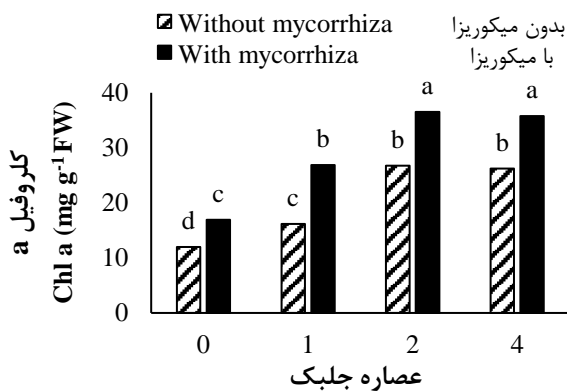 Without mycorrhiza بدون میکوریزا
With mycorrhiza با میکوریزا
کلروفیل a
Chl a (mg g-1 FW)
40
30
20
10
0
d c c b b a b a
0 1 2 4
عصاره جلبک